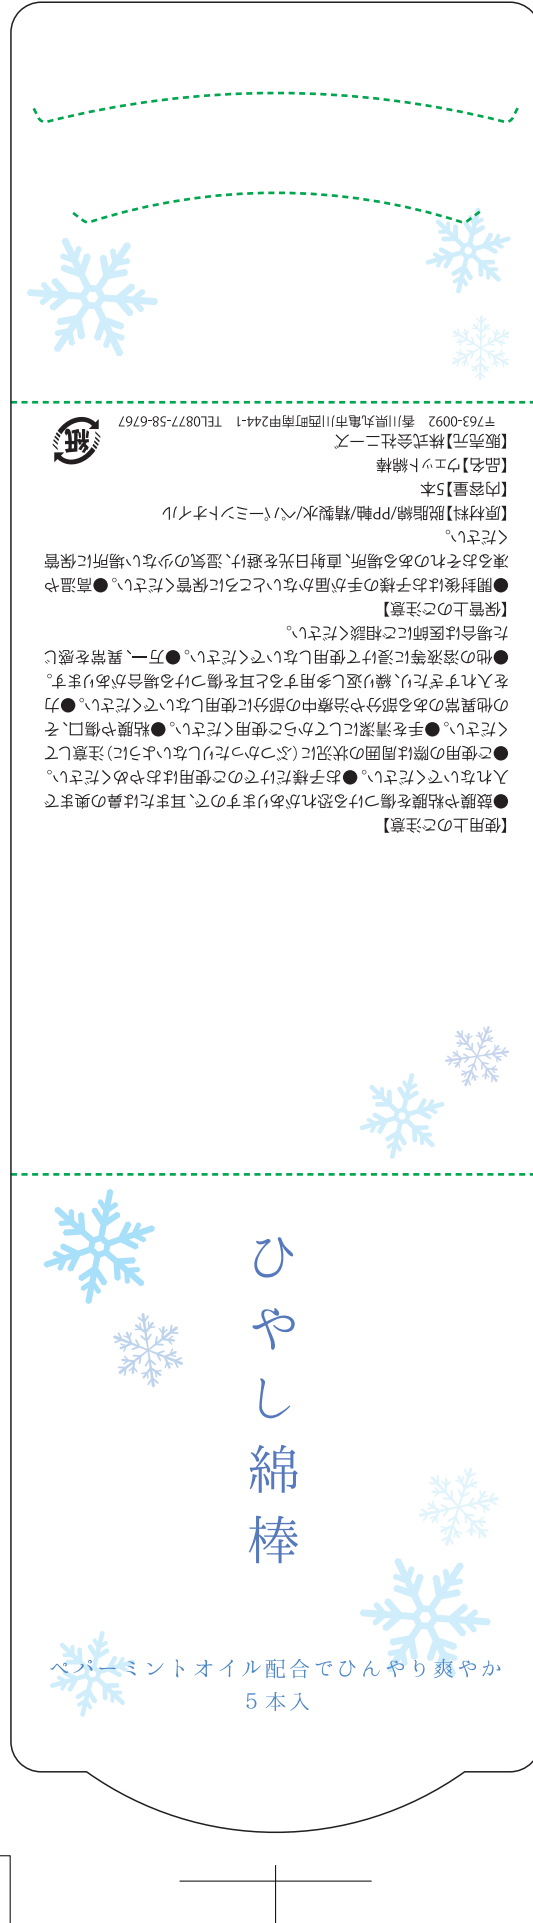 ひやし綿棒
ペパーミントオイル配合でひんやり爽やか
5本入
【使用上のご注意】
●鼓膜や粘膜を傷つける恐れがありますので、耳または鼻の奥まで
入れないでください。●お子様だけでのご使用はおやめください。
●ご使用の際は周囲の状況に(ぶつかったりしないように)注意して
ください。●手を清潔にしてからご使用ください。●粘膜や傷口、そ
の他異常のある部分や治療中の部分に使用しないでください。●力
を入れすぎたり、繰り返し多用すると耳を傷つける場合があります。
●他の溶液等に浸けて使用しないでください。●万一、異常を感じ
た場合は医師にご相談ください。
【保管上のご注意】
●開封後はお子様の手が届かないところに保管ください。●高温や
凍るおそれのある場所、直射日光を避け、湿気の少ない場所に保管
ください。
【原材料】脱脂綿/PP軸/精製水/ペパーミントオイル
【内容量】5本
【品名】ウェット綿棒
【販売元】株式会社ニーズ
〒763-0092 香川県丸亀市川西町南甲244-1 TEL0877-58-6767
紙